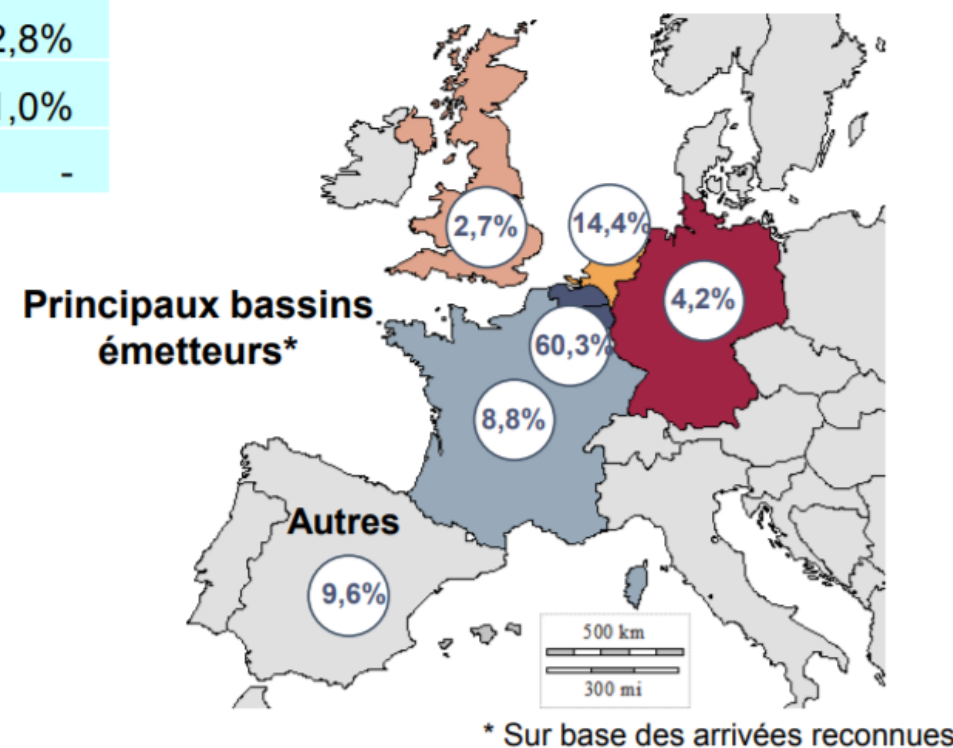 2,8%
1,0%
-
2,7%
14,4%
Principaux bassins
émetteurs*
4,2%
60,3%
8,8%
Autres
9,6%
500 km
300 mi
* Sur base des arrivées reconnues